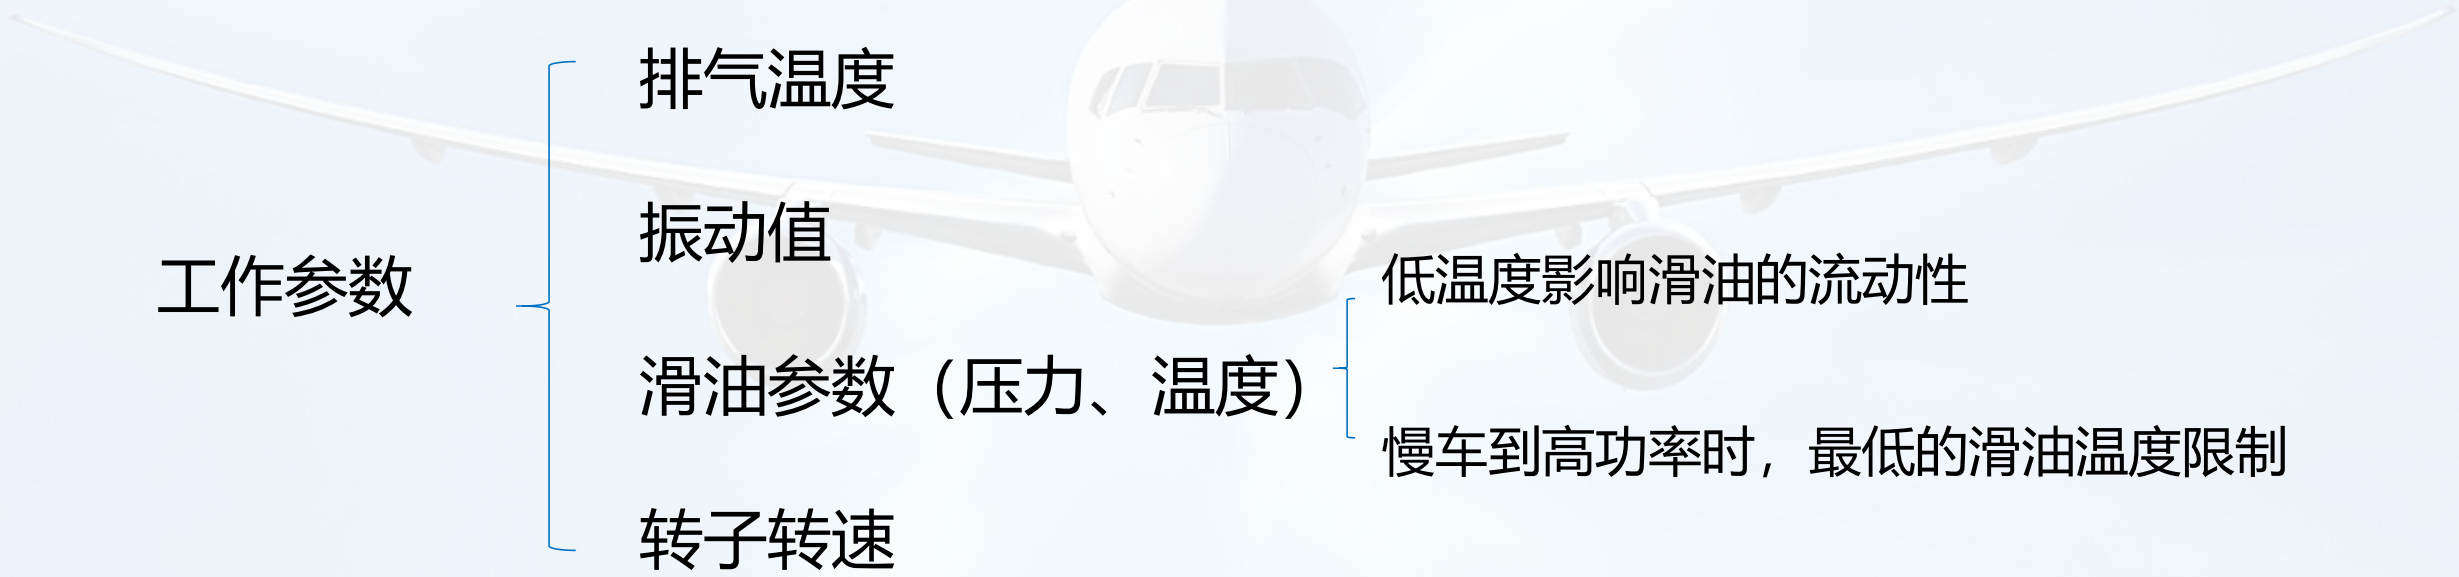 排气温度
振动值
工作参数
低温度影响滑油的流动性
滑油参数（压力、温度）
慢车到高功率时，最低的滑油温度限制
转子转速